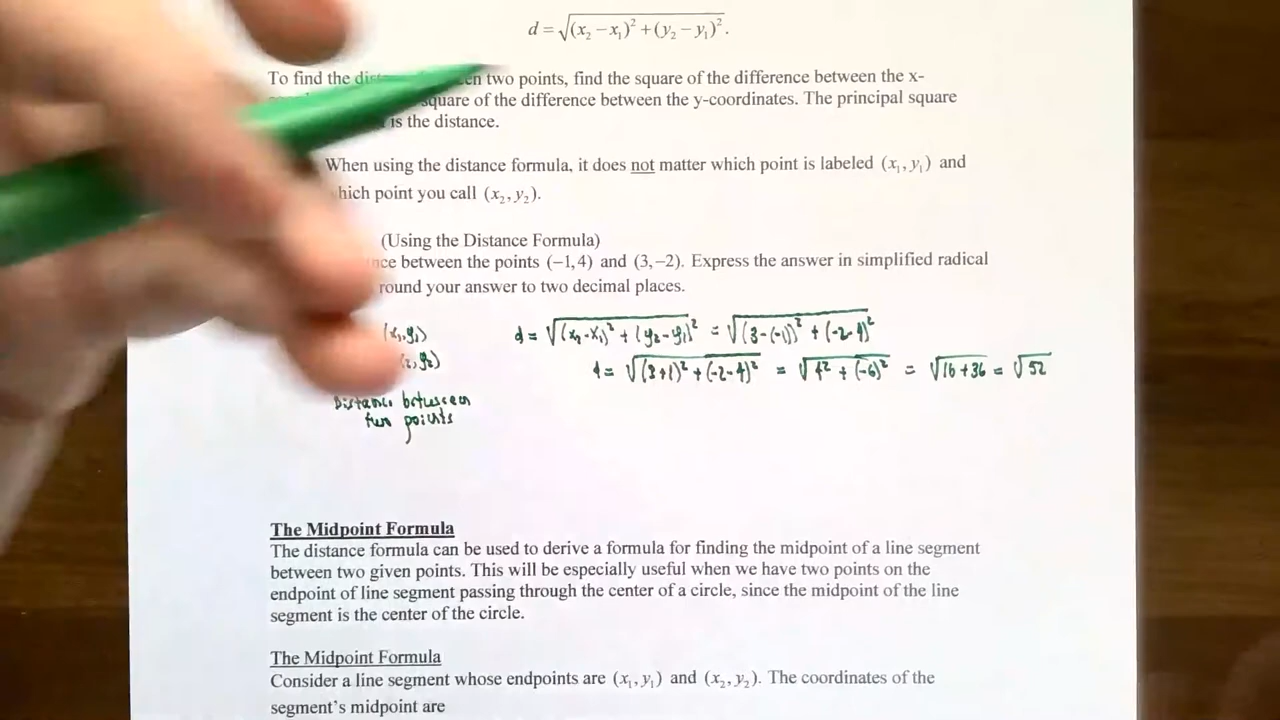 d = √(x₂ − x₁)² + (y₂ − y₁)².
To find the two points, find the square of the difference between the x-
square of the difference between the y-coordinates. The principal square
is the distance.
When using the distance formula, it does not matter which point is labeled (x₁, y₁) and
you call (x₂, y₂).
(Using the Distance Formula)
between the points (−1, 4) and (3, −2). Express the answer in simplified radical
round your answer to two decimal places.
(x₁, y₁) d = √(x₂-x₁)² + (y₂-y₁)² = √(3-(-1))² + (-2-4)²
y₂) d = √(3+1)² + (-2-4)² = √4² + (-6)² = √16+36 = √52
Distance between
two points
The Midpoint Formula
The distance formula can be used to derive a formula for finding the midpoint of a line segment
between two given points. This will be especially useful when we have two points on the
endpoint of line segment passing through the center of a circle, since the midpoint of the line
segment is the center of the circle.
The Midpoint Formula
Consider a line segment whose endpoints are (x₁, y₁) and (x₂, y₂). The coordinates of the
segment's midpoint are